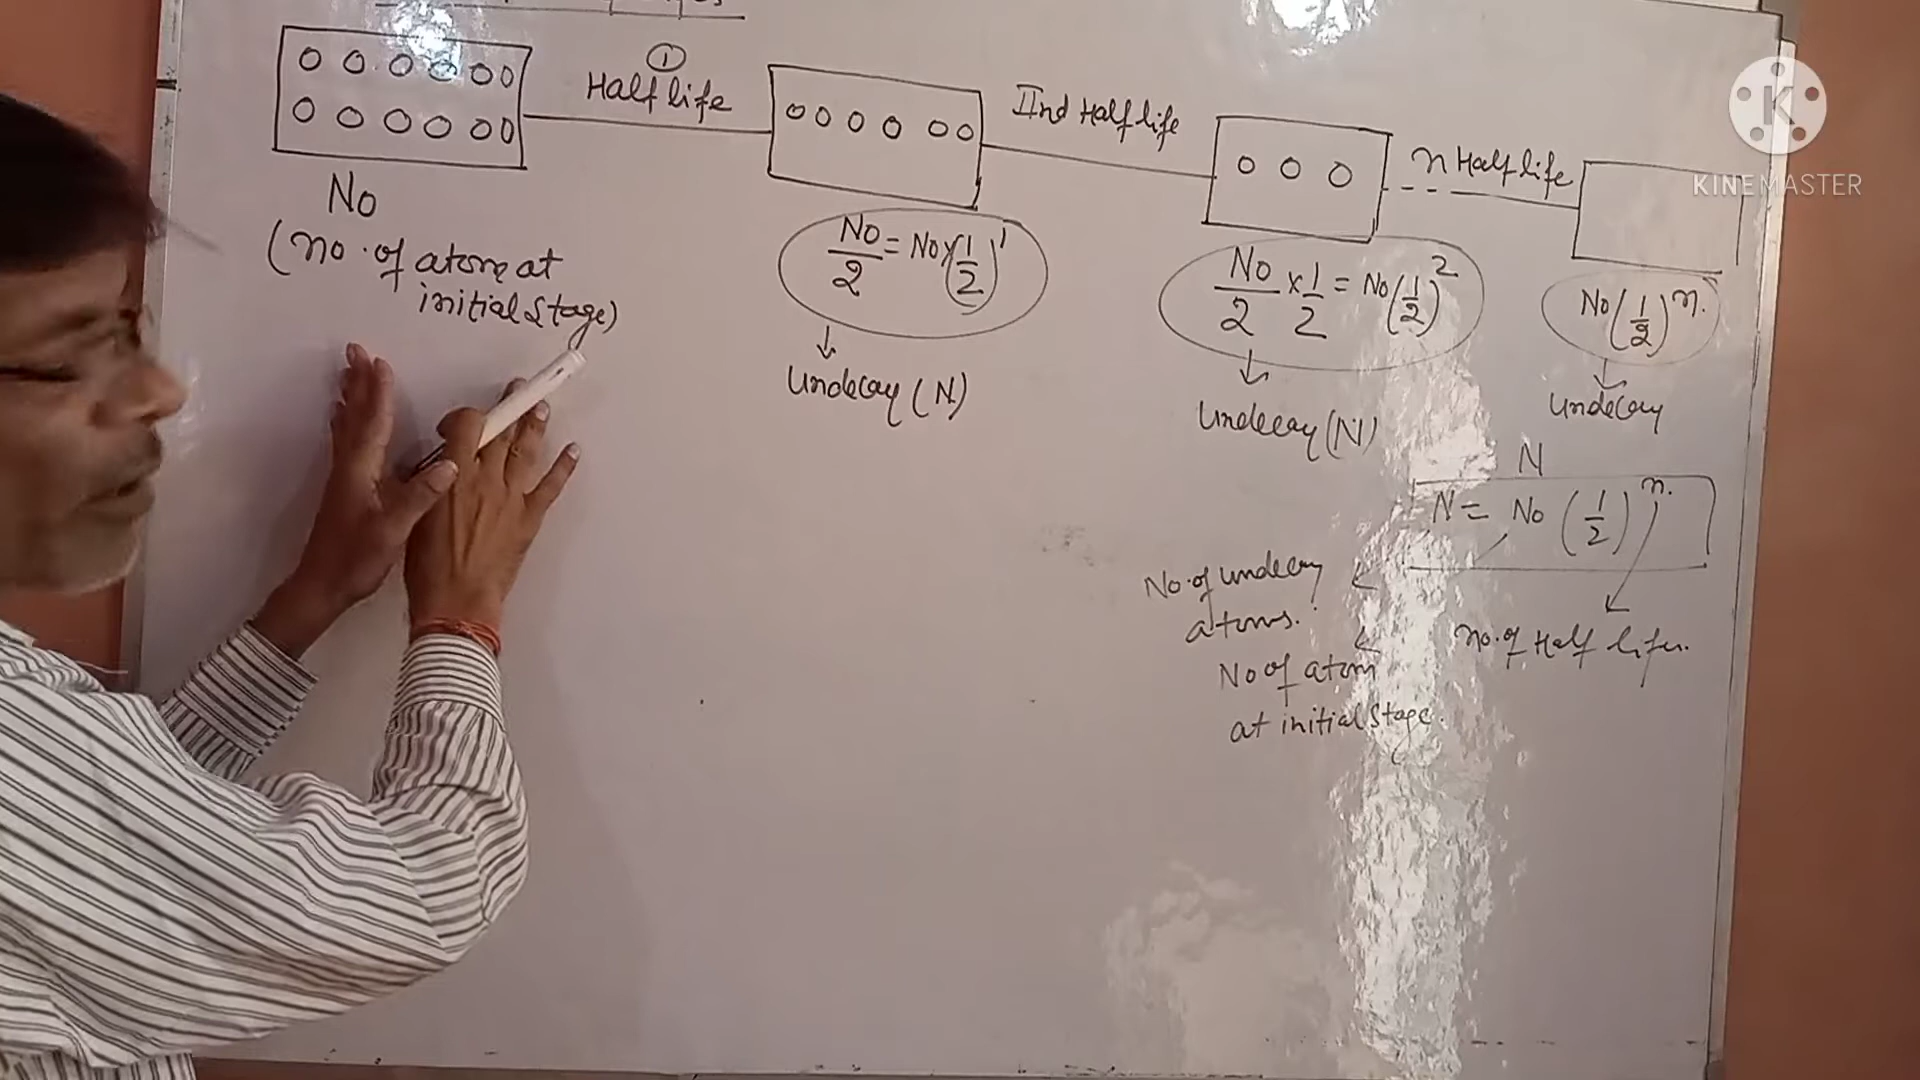 ①
Half life
IInd Half life
n Half life
KINEMASTER
No
(no. of atoms at
initial stage)
No/2 = No×(1/2)^1
Undecay (N)
No/2 × 1/2 = No(1/2)^2
Undecay (N)
No(1/2)^n.
Undecay
N
N = No (1/2)^n.
No. of undecay
atoms.
No of atom
at initial stage.
no. of Half lifes.